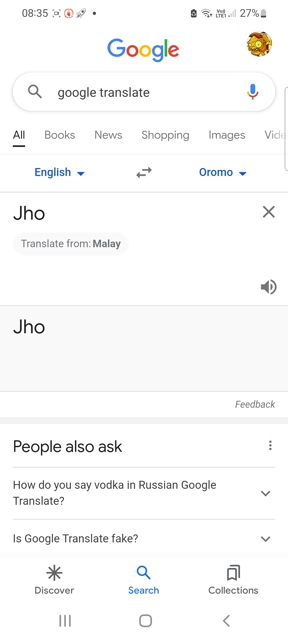 08:35
27%
Google
google translate
All Books News Shopping Images Vide
English Oromo
Jho
Translate from: Malay
Jho
Feedback
People also ask
How do you say vodka in Russian Google
Translate?
Is Google Translate fake?
Discover Search Collections